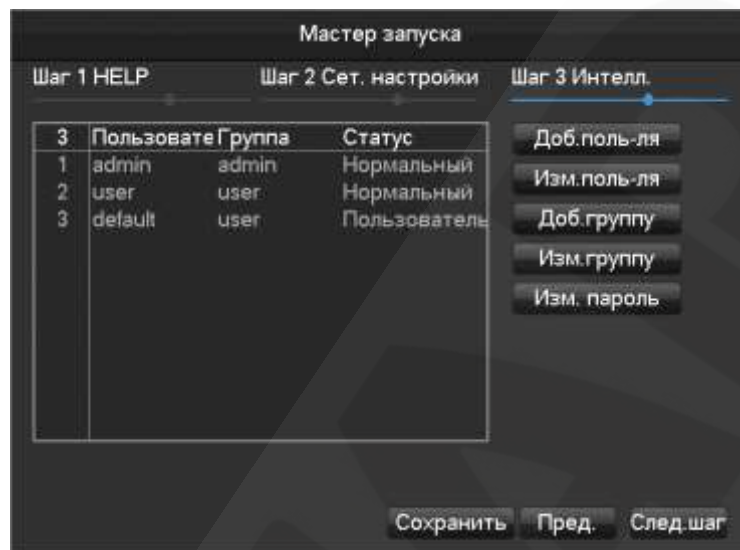 Мастер запуска
Шаг 1 HELP Шаг 2 Сет. настройки Шаг 3 Интелл.
3 Пользовате Группа Статус
1 admin admin Нормальный
2 user user Нормальный
3 default user Пользователь
Доб.поль-ля
Изм.поль-ля
Доб.группу
Изм.группу
Изм. пароль
Сохранить Пред. След.шаг